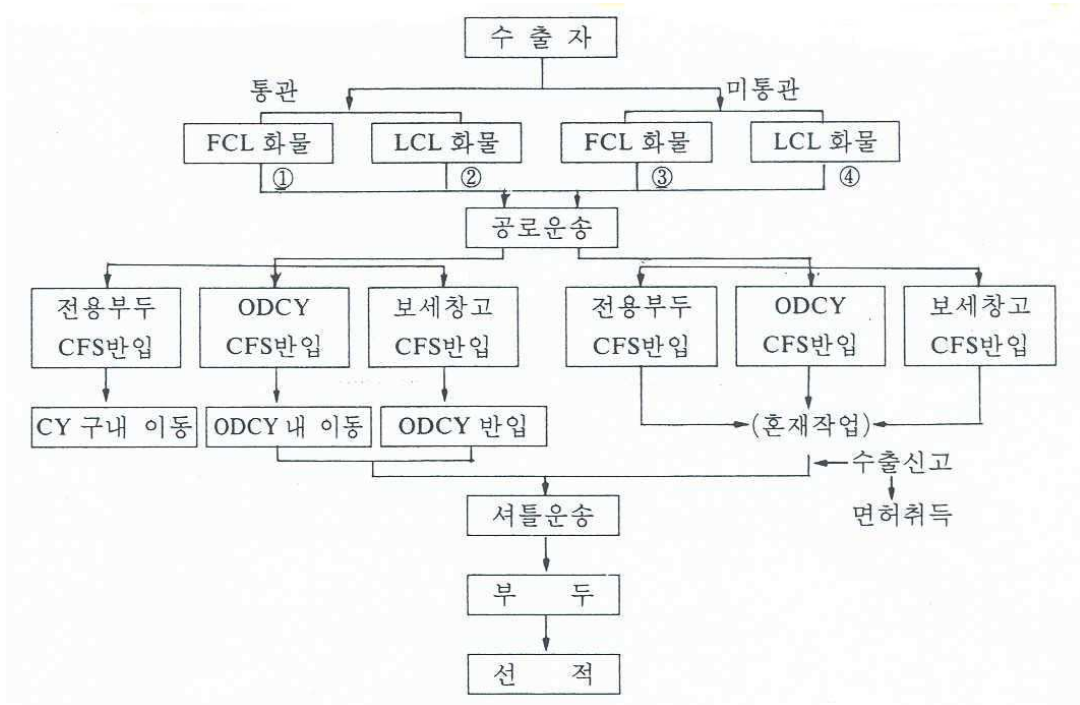 수 출 자
통관
미통관
FCL 화물
LCL 화물
FCL 화물
LCL 화물
①
②
③
④
공로운송
전용부두
CFS반입
ODCY
CFS반입
보세창고
CFS반입
전용부두
CFS반입
ODCY
CFS반입
보세창고
CFS반입
CY 구내 이동
ODCY 내 이동
ODCY 반입
(혼재작업)
수출신고
면허취득
셔틀운송
부 두
선 적